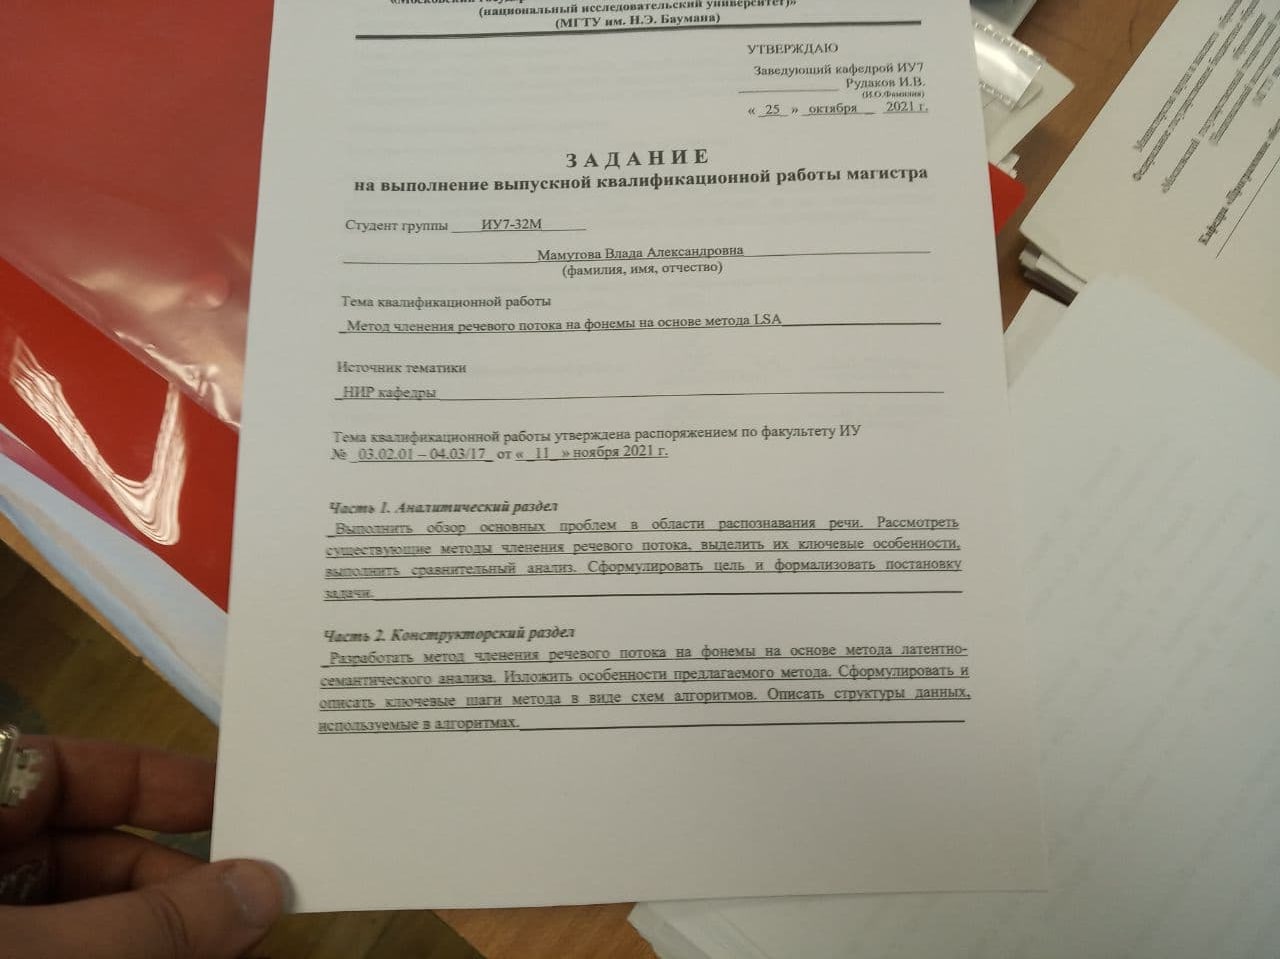 (национальный исследовательский университет)»
(МГТУ им. Н.Э. Баумана)
УТВЕРЖДАЮ
Заведующий кафедрой ИУ7
Рудаков И.В.
(И.О.Фамилия)
« 25 » октября 2021 г.
З А Д А Н И Е
на выполнение выпускной квалификационной работы магистра
Студент группы ИУ7-32М
Мамутова Влада Александровна
(фамилия, имя, отчество)
Тема квалификационной работы
Метод членения речевого потока на фонемы на основе метода LSA
Источник тематики
НИР кафедры
Тема квалификационной работы утверждена распоряжением по факультету ИУ
№ 03.02.01 – 04.03/17 от « 11 » ноября 2021 г.
Часть 1. Аналитический раздел
Выполнить обзор основных проблем в области распознавания речи. Рассмотреть
существующие методы членения речевого потока, выделить их ключевые особенности,
выполнить сравнительный анализ. Сформулировать цель и формализовать постановку
задачи.
Часть 2. Конструкторский раздел
Разработать метод членения речевого потока на фонемы на основе метода латентно-
семантического анализа. Изложить особенности предлагаемого метода. Сформулировать и
описать ключевые шаги метода в виде схем алгоритмов. Описать структуры данных,
используемые в алгоритмах.